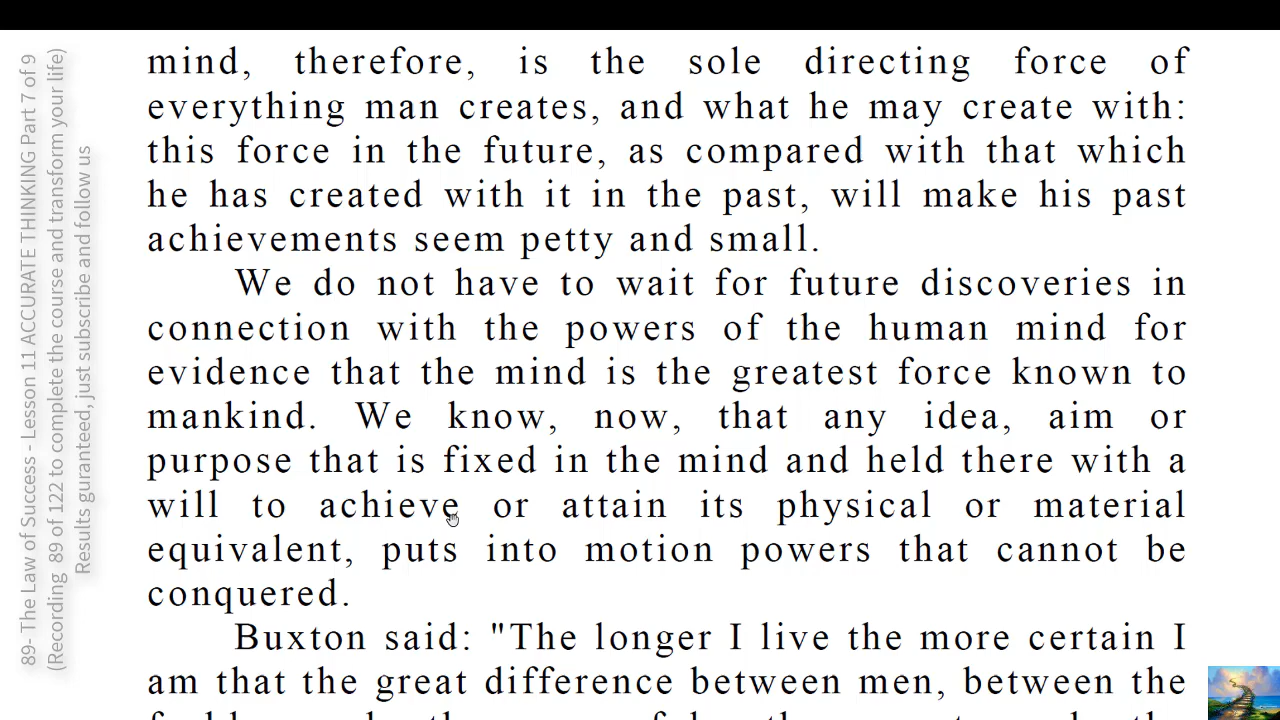 mind, therefore, is the sole directing force of
everything man creates, and what he may create with:
this force in the future, as compared with that which
he has created with it in the past, will make his past
achievements seem petty and small.
We do not have to wait for future discoveries in
connection with the powers of the human mind for
evidence that the mind is the greatest force known to
mankind. We know, now, that any idea, aim or
purpose that is fixed in the mind and held there with a
will to achieve or attain its physical or material
equivalent, puts into motion powers that cannot be
conquered.
Buxton said: "The longer I live the more certain I
am that the great difference between men, between the
89- The Law of Success - Lesson 11 ACCURATE THINKING Part 7 of 9
(Recording 89 of 122 to complete the course and transform your life)
Results guranteed, just subscribe and follow us